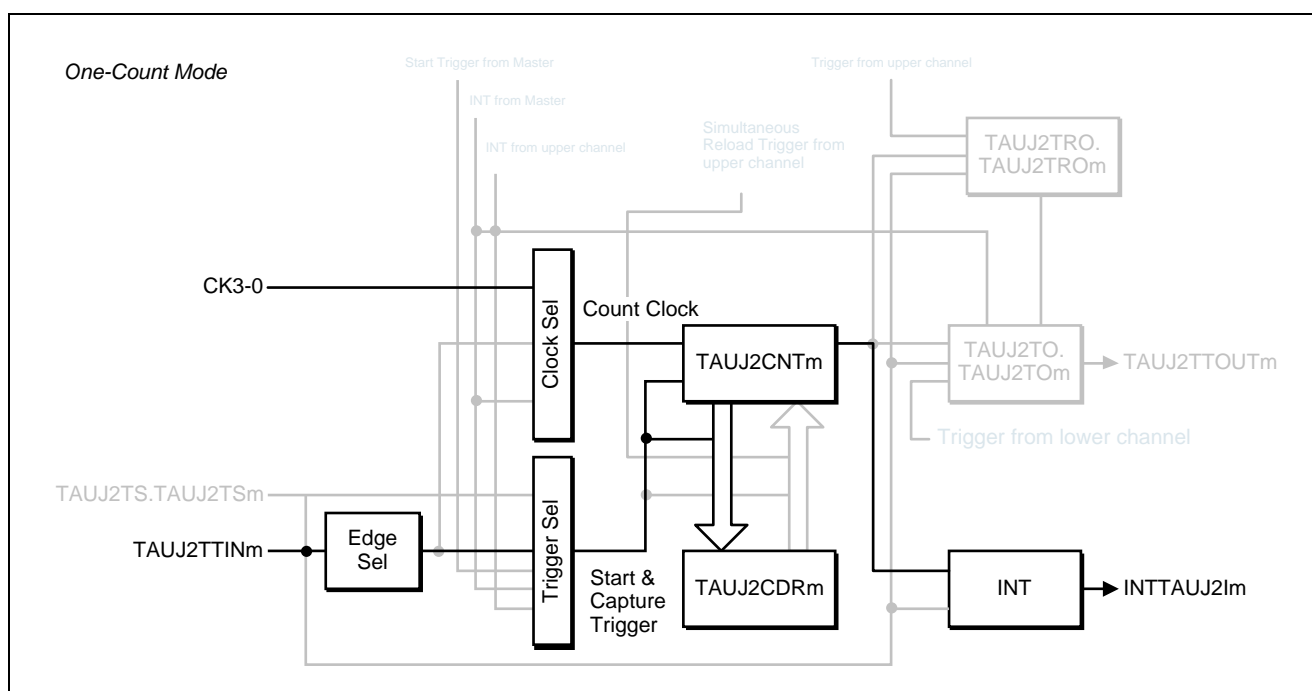 One-Count Mode
Start Trigger from Master
INT from Master
INT from upper channel
Simultaneous
Reload Trigger from
upper channel
Trigger from upper channel
TAUJ2TRO.
TAUJ2TROm
CK3-0
Clock Sel
Count Clock
TAUJ2CNTm
TAUJ2TO.
TAUJ2TOm
TAUJ2TTOUTm
Trigger from lower channel
TAUJ2TS.TAUJ2TSm
TAUJ2TTINm
Edge
Sel
Trigger Sel
Start &
Capture
Trigger
TAUJ2CDRm
INT
INTTAUJ2Im